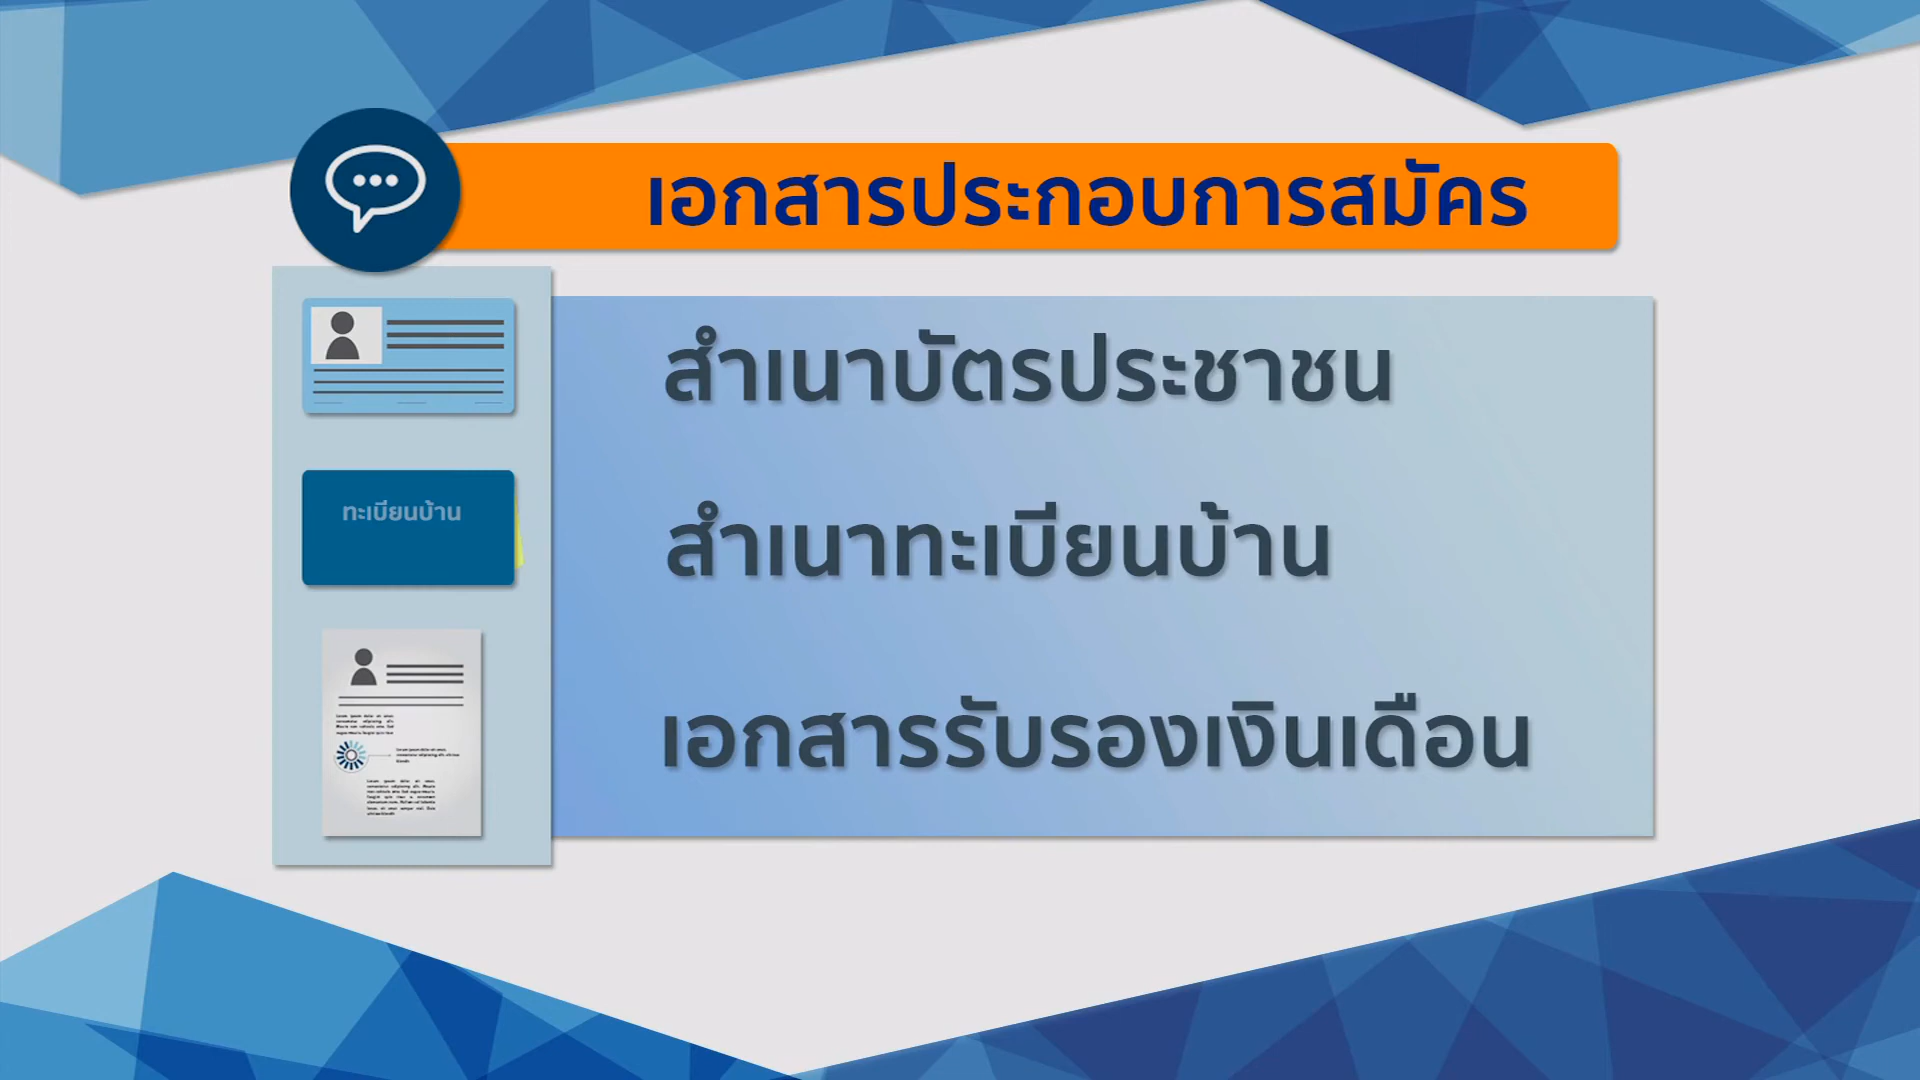 เอกสารประกอบการสมัคร
สำเนาบัตรประชาชน
ทะเบียนบ้าน
สำเนาทะเบียนบ้าน
เอกสารรับรองเงินเดือน